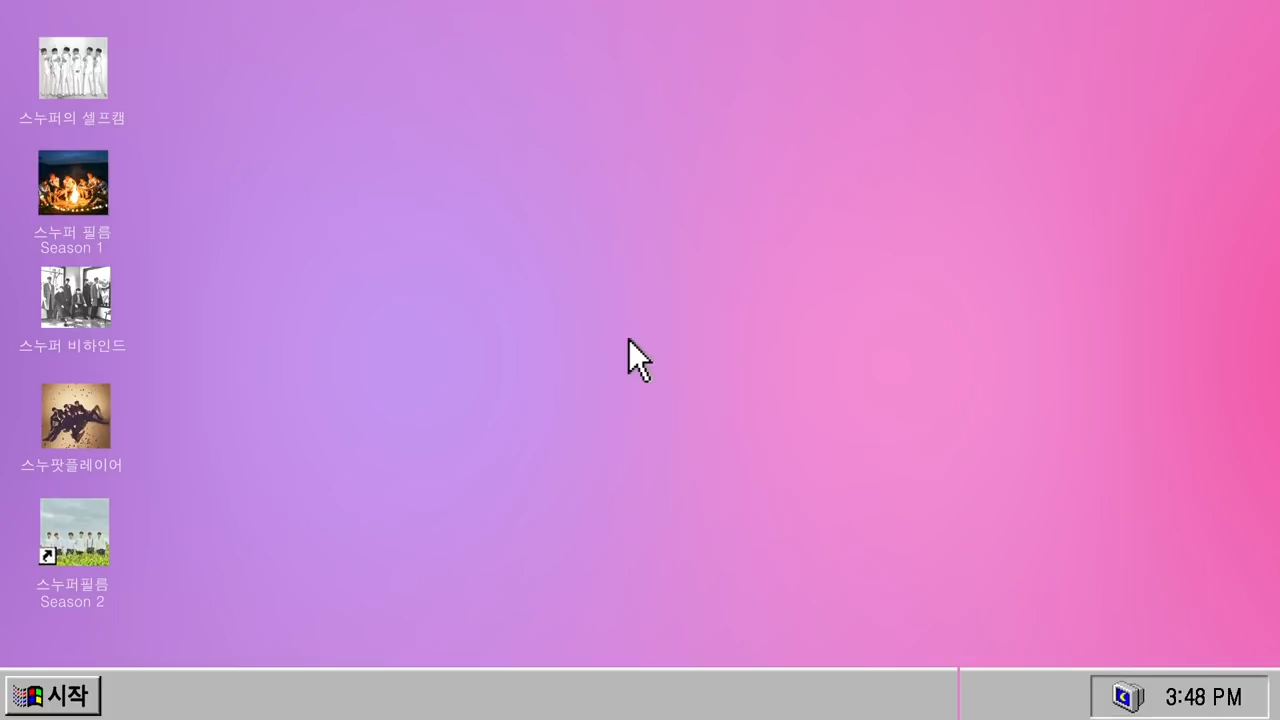 스누퍼의 셀프캠
스누퍼 필름
Season 1
스누퍼 비하인드
스누팟플레이어
스누퍼필름
Season 2
시작
3:48 PM